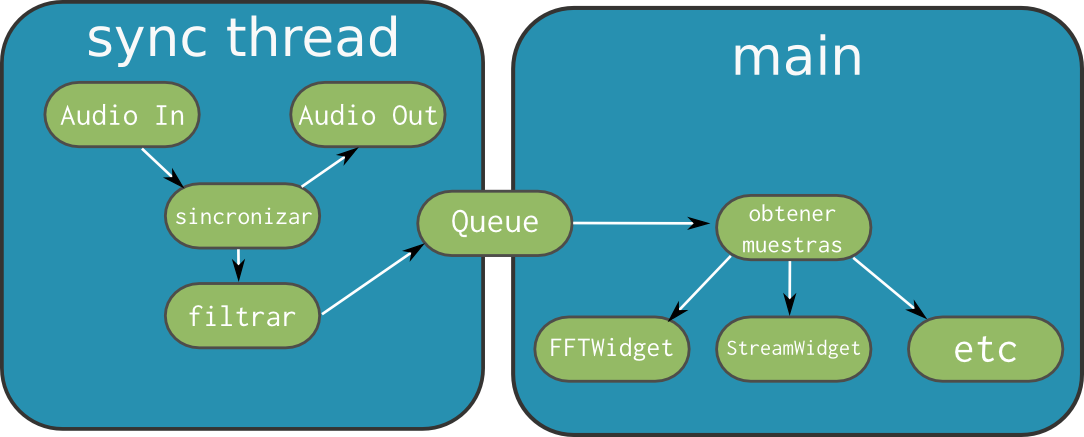 sync thread
Audio In
Audio Out
sincronizar
filtrar
Queue
main
obtener
muestras
FFTWidget
StreamWidget
etc